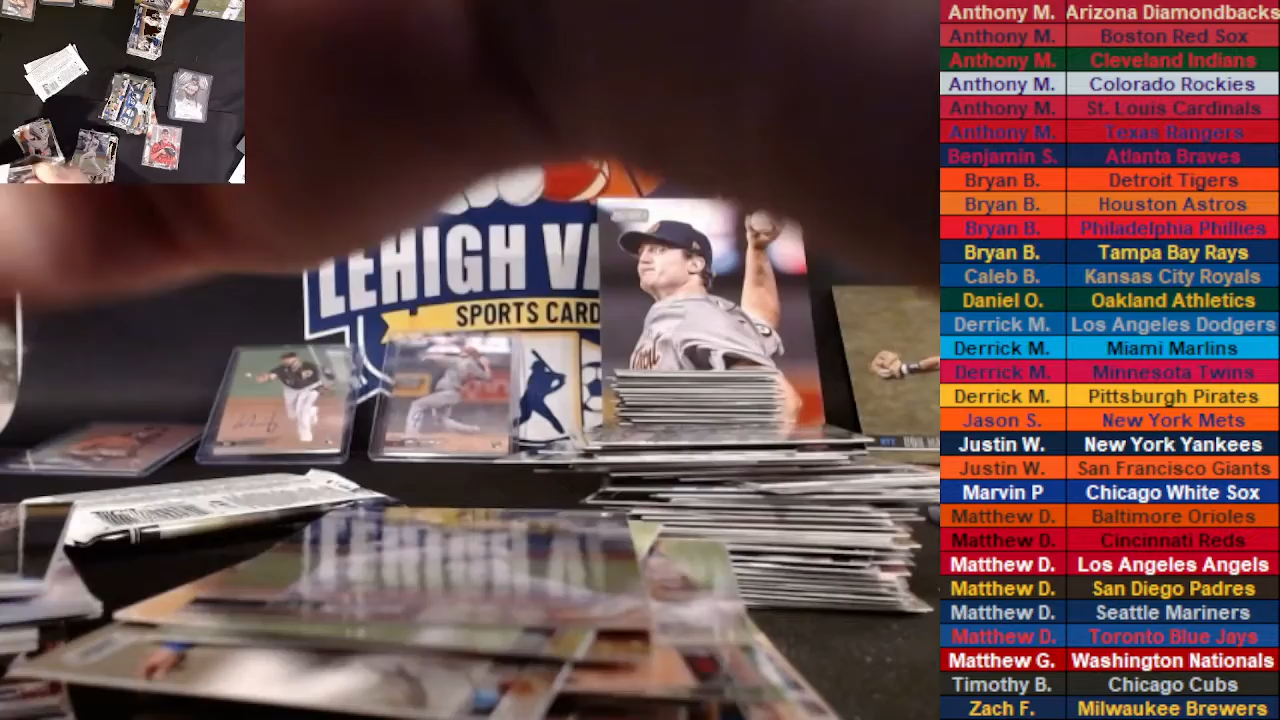 LEHIGH VA
SPORTS CARD
Anthony M. Arizona Diamondbacks
Anthony M. Boston Red Sox
Anthony M. Cleveland Indians
Anthony M. Colorado Rockies
Anthony M. St. Louis Cardinals
Anthony M. Texas Rangers
Benjamin S. Atlanta Braves
Bryan B. Detroit Tigers
Bryan B. Houston Astros
Bryan B. Philadelphia Phillies
Bryan B. Tampa Bay Rays
Caleb B. Kansas City Royals
Daniel O. Oakland Athletics
Derrick M. Los Angeles Dodgers
Derrick M. Miami Marlins
Derrick M. Minnesota Twins
Derrick M. Pittsburgh Pirates
Jason S. New York Mets
Justin W. New York Yankees
Justin W. San Francisco Giants
Marvin P Chicago White Sox
Matthew D. Baltimore Orioles
Matthew D. Cincinnati Reds
Matthew D. Los Angeles Angels
Matthew D. San Diego Padres
Matthew D. Seattle Mariners
Matthew D. Toronto Blue Jays
Matthew G. Washington Nationals
Timothy B. Chicago Cubs
Zach F. Milwaukee Brewers